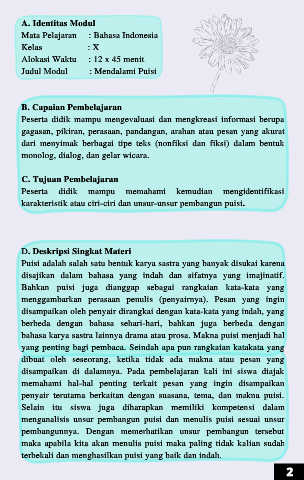 A. Identitas Modul
Mata Pelajaran : Bahasa Indonesia
Kelas : X
Alokasi Waktu : 12 x 45 menit
Judul Modul : Mendalami Puisi
B. Capaian Pembelajaran
Peserta didik mampu mengevaluasi dan mengkreasi informasi berupa
gagasan, pikiran, perasaan, pandangan, arahan atau pesan yang akurat
dari menyimak berbagai tipe teks (nonfiksi dan fiksi) dalam bentuk
monolog, dialog, dan gelar wicara.
C. Tujuan Pembelajaran
Peserta didik mampu memahami kemudian mengidentifikasi
karakteristik atau ciri-ciri dan unsur-unsur pembangun puisi.
D. Deskripsi Singkat Materi
Puisi adalah salah satu bentuk karya sastra yang banyak disukai karena
disajikan dalam bahasa yang indah dan sifatnya yang imajinatif.
Bahkan puisi juga dianggap sebagai rangkaian kata-kata yang
menggambarkan perasaan penulis (penyairnya). Pesan yang ingin
disampaikan oleh penyair dirangkai dengan kata-kata yang indah, yang
berbeda dengan bahasa sehari-hari, bahkan juga berbeda dengan
bahasa karya sastra lainnya drama atau prosa. Makna puisi menjadi hal
yang penting bagi pembaca. Seindah apa pun rangkaian katakata yang
dibuat oleh seseorang, ketika tidak ada makna atau pesan yang
disampaikan di dalamnya. Pada pembelajaran kali ini siswa diajak
memahami hal-hal penting terkait pesan yang ingin disampaikan
penyair terutama berkaitan dengan suasana, tema, dan makna puisi.
Selain itu siswa juga diharapkan memiliki kompetensi dalam
menganalisis unsur pembangun puisi dan menulis puisi sesuai unsur
pembangunnya. Dengan memerhatikan unsur pembangun tersebut
maka apabila kita akan menulis puisi maka paling tidak kalian sudah
terbekali dan menghasilkan puisi yang baik dan indah.
2